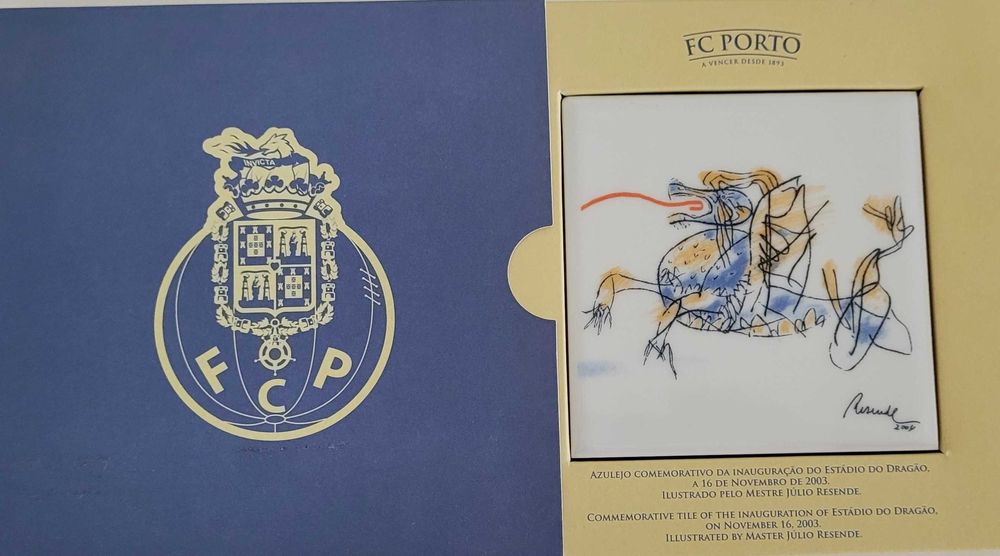 INVICTA
F C P
FC PORTO
A VENCER DESDE 1893
Resende
2004
AZULEJO COMEMORATIVO DA INAUGURAÇÃO DO ESTÁDIO DO DRAGÃO,
A 16 DE NOVEMBRO DE 2003.
ILUSTRADO PELO MESTRE JÚLIO RESENDE.
COMMEMORATIVE TILE OF THE INAUGURATION OF ESTÁDIO DO DRAGÃO,
ON NOVEMBER 16, 2003.
ILLUSTRATED BY MASTER JÚLIO RESENDE.